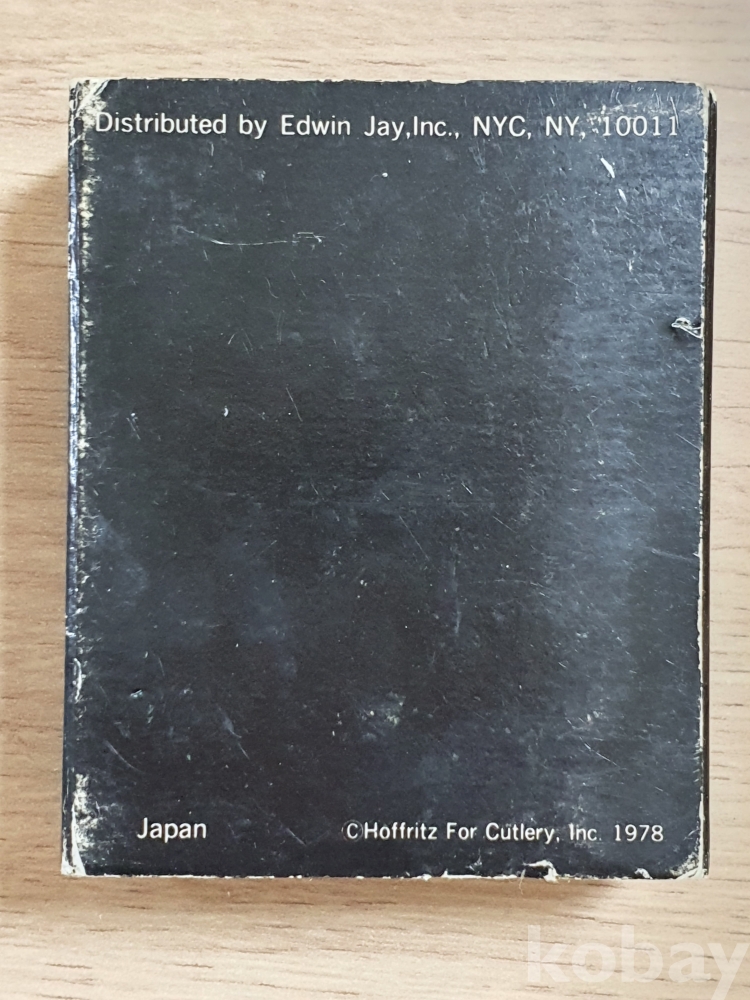 Distributed by Edwin Jay,Inc., NYC, NY, 10011
Japan
©Hoffritz For Cutlery, Inc. 1978
kobay